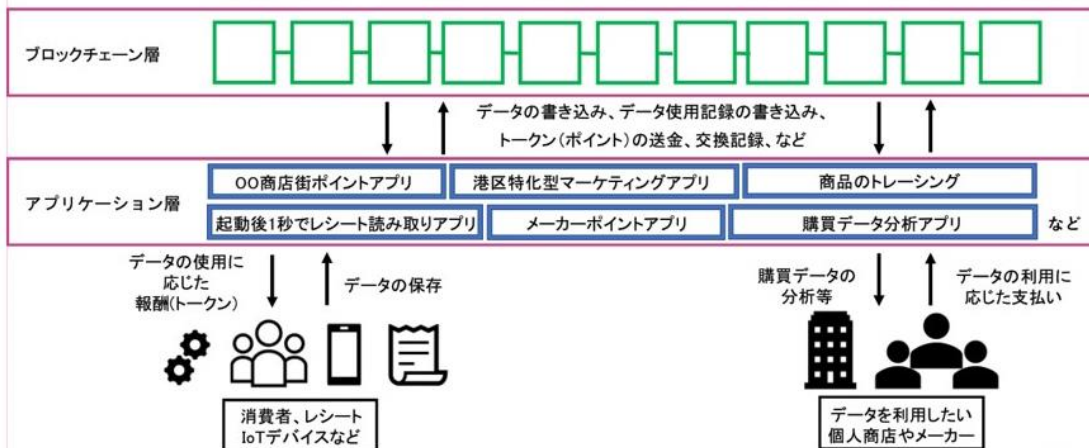 ブロックチェーン層
データの書き込み、データ使用記録の書き込み、
トークン(ポイント)の送金、交換記録、など
アプリケーション層
OO商店街ポイントアプリ
港区特化型マーケティングアプリ
商品のトレーシング
起動後1秒でレシート読み取りアプリ
メーカーポイントアプリ
購買データ分析アプリ
など
データの使用に
応じた
報酬(トークン)
データの保存
購買データの
分析等
データの利用に
応じた支払い
消費者、レシート
IoTデバイスなど
データを利用したい
個人商店やメーカー